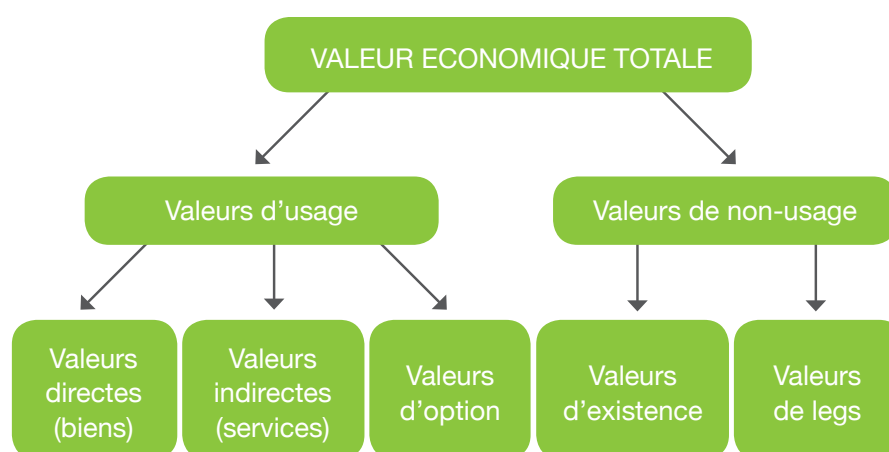 VALEUR ECONOMIQUE TOTALE
Valeurs d’usage
Valeurs de non-usage
Valeurs
directes
(biens)
Valeurs
indirectes
(services)
Valeurs
d’option
Valeurs
d’existence
Valeurs
de legs